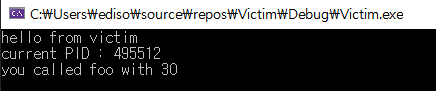 C:₩Users₩ediso₩source₩repos₩Victim₩Debug₩Victim.exe
hello from victim
current PID : 495512
you called foo with 30